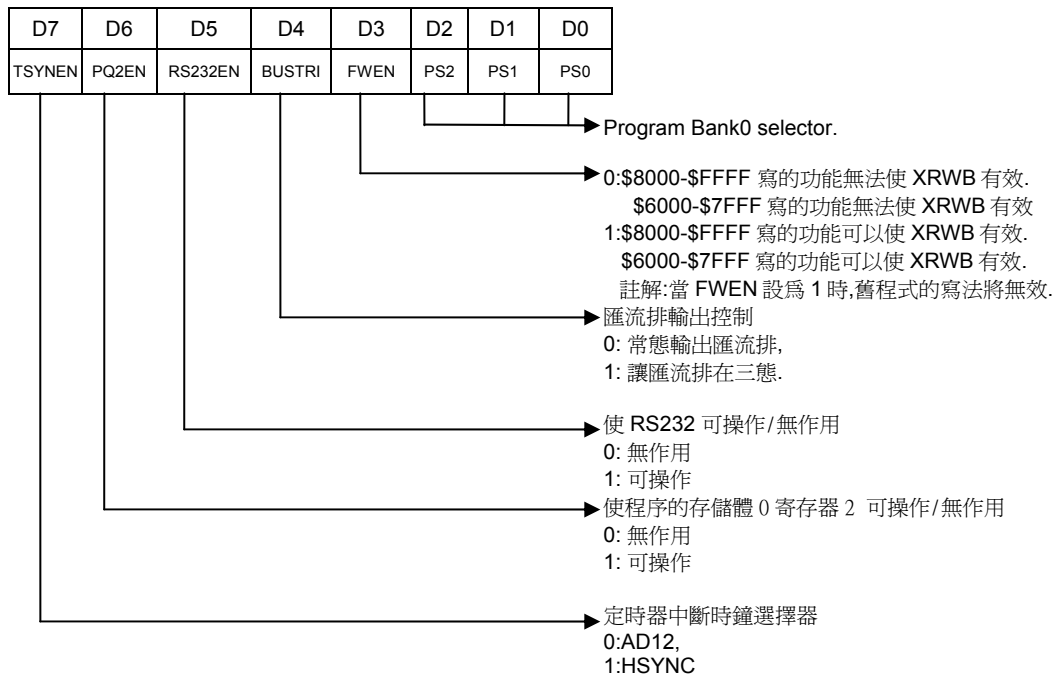 D7 D6 D5 D4 D3 D2 D1 D0
TSYNEN PQ2EN RS232EN BUSTRI FWEN PS2 PS1 PS0
Program Bank0 selector.
0:$8000-$FFFF 寫的功能無法使 XRWB 有效.
$6000-$7FFF 寫的功能無法使 XRWB 有效
1:$8000-$FFFF 寫的功能可以使 XRWB 有效.
$6000-$7FFF 寫的功能可以使 XRWB 有效.
註解:當 FWEN 設爲 1 時,舊程式的寫法將無效.
匯流排輸出控制
0: 常態輸出匯流排,
1: 讓匯流排在三態.
使 RS232 可操作/無作用
0: 無作用
1: 可操作
使程序的存儲體 0 寄存器 2 可操作/無作用
0: 無作用
1: 可操作
定時器中斷時鐘選擇器
0:AD12,
1:HSYNC